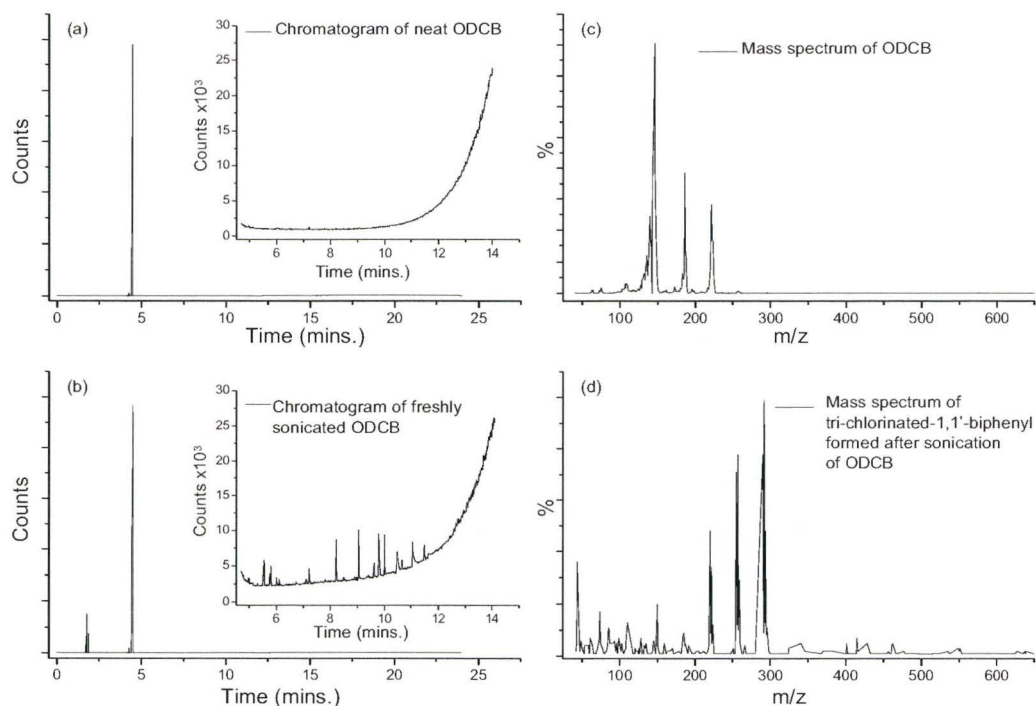 (a)
Chromatogram of neat ODCB
Counts
Counts x10³
30
25
20
15
10
5
0
6 8 10 12 14
Time (mins.)
0 5 10 15 20 25
Time (mins.)
(c)
Mass spectrum of ODCB
%
100 200 300 400 500 600
m/z
(b)
Chromatogram of freshly
sonicated ODCB
Counts
Counts x10³
30
25
20
15
10
5
0
6 8 10 12 14
Time (mins.)
0 5 10 15 20 25
Time (mins.)
(d)
Mass spectrum of
tri-chlorinated-1,1'-biphenyl
formed after sonication
of ODCB
%
100 200 300 400 500 600
m/z